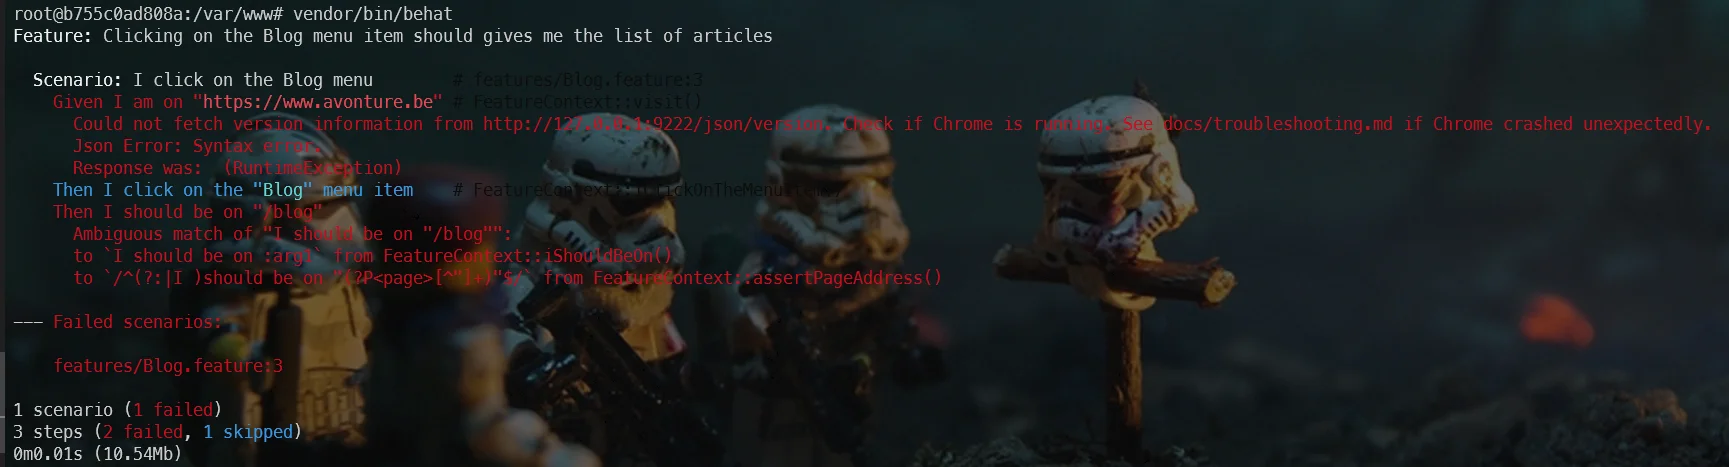 root@b755c0ad808a:/var/www# vendor/bin/behat
Feature: Clicking on the Blog menu item should gives me the list of articles
Scenario: I click on the Blog menu # features/Blog.feature:3
Given I am on "https://www.avonture.be" # FeatureContext::visit()
Could not fetch version information from http://127.0.0.1:9222/json/version. Check if Chrome is running. See docs/troubleshooting.md if Chrome crashed unexpectedly.
Json Error: Syntax error.
Response was:  (RuntimeException)
Then I click on the "Blog" menu item # FeatureContext::iClickOnTheMenuItem()
Then I should be on "/blog"
Ambiguous match of "I should be on "/blog"":
to `I should be on :arg1` from FeatureContext::iShouldBeOn()
to `/^(?:|I )should be on "(?P<page>[^"]+)"$/` from FeatureContext::assertPageAddress()
--- Failed scenarios:
features/Blog.feature:3
1 scenario (1 failed)
3 steps (2 failed, 1 skipped)
0m0.01s (10.54Mb)